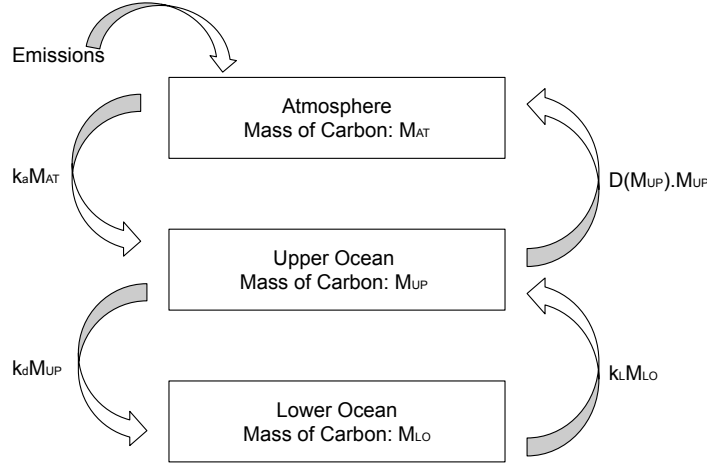 Emissions
Atmosphere
Mass of Carbon: MAT
kaMAT
D(MUP).MUP
Upper Ocean
Mass of Carbon: MUP
kdMUP
kLMLO
Lower Ocean
Mass of Carbon: MLO